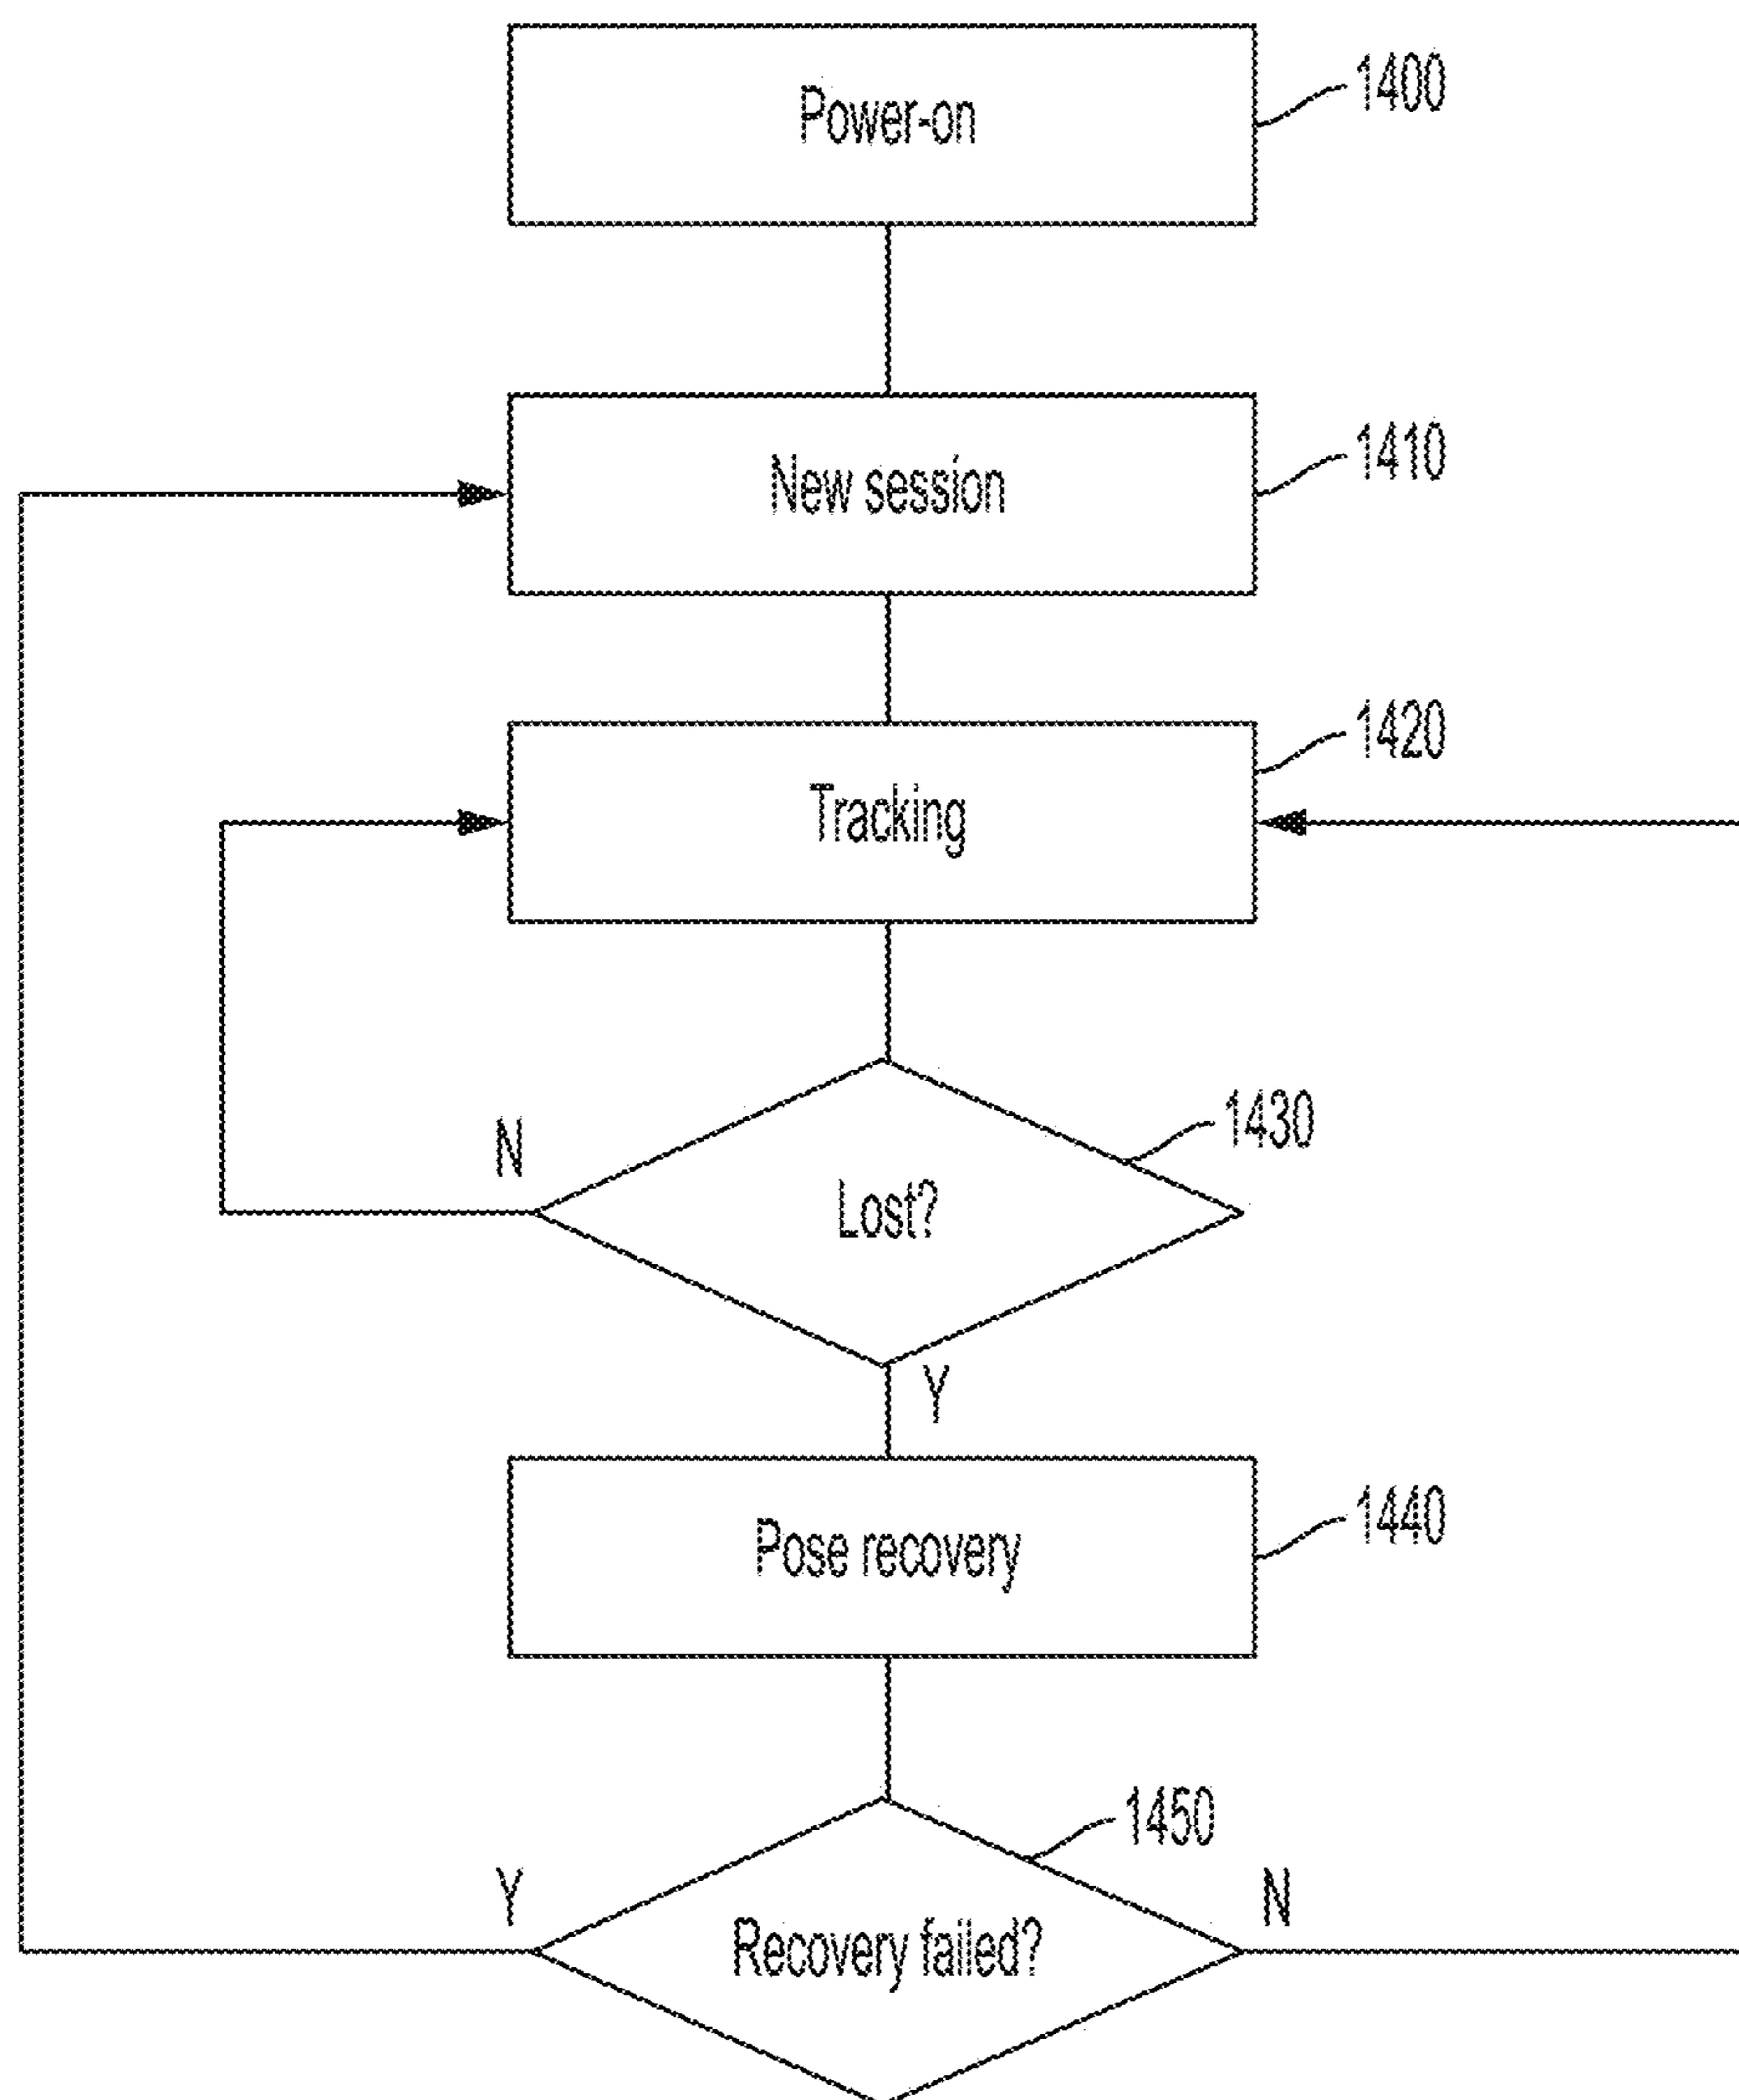 Power-on
1400
New session
1410
Tracking
1420
Lost?
1430
N
Y
Pose recovery
1440
Recovery failed?
1450
Y
N